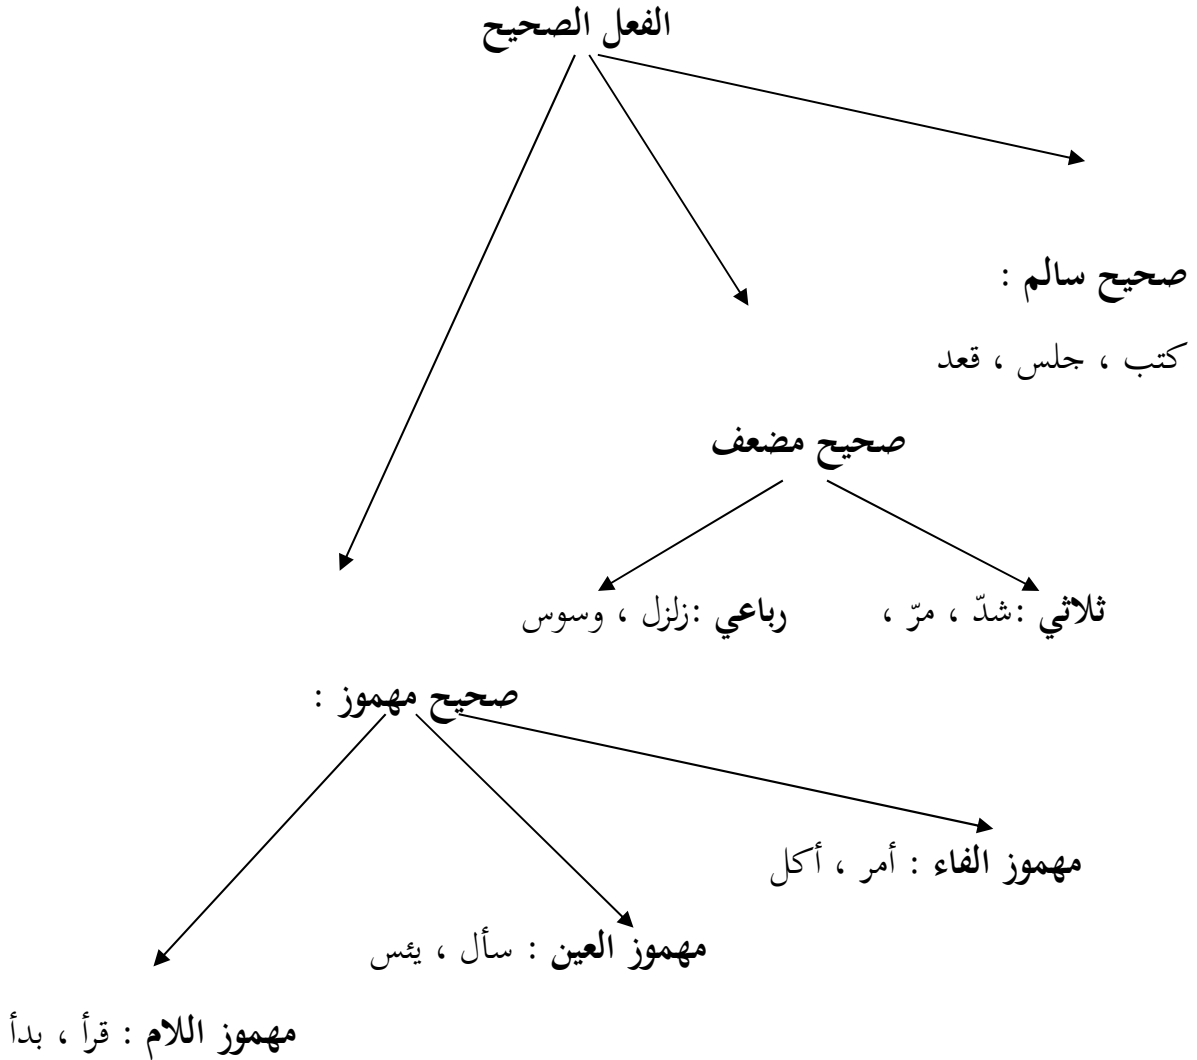 الفعل الصحيح
صحيح سالم :
كتب ، جلس ، قعد
صحيح مضعف
ثلاثي :شدّ ، مرّ ، رباعي :زلزل ، وسوس
صحيح مهموز :
مهموز الفاء : أمر ، أكل
مهموز العين : سأل ، يئس
مهموز اللام : قرأ ، بدأ